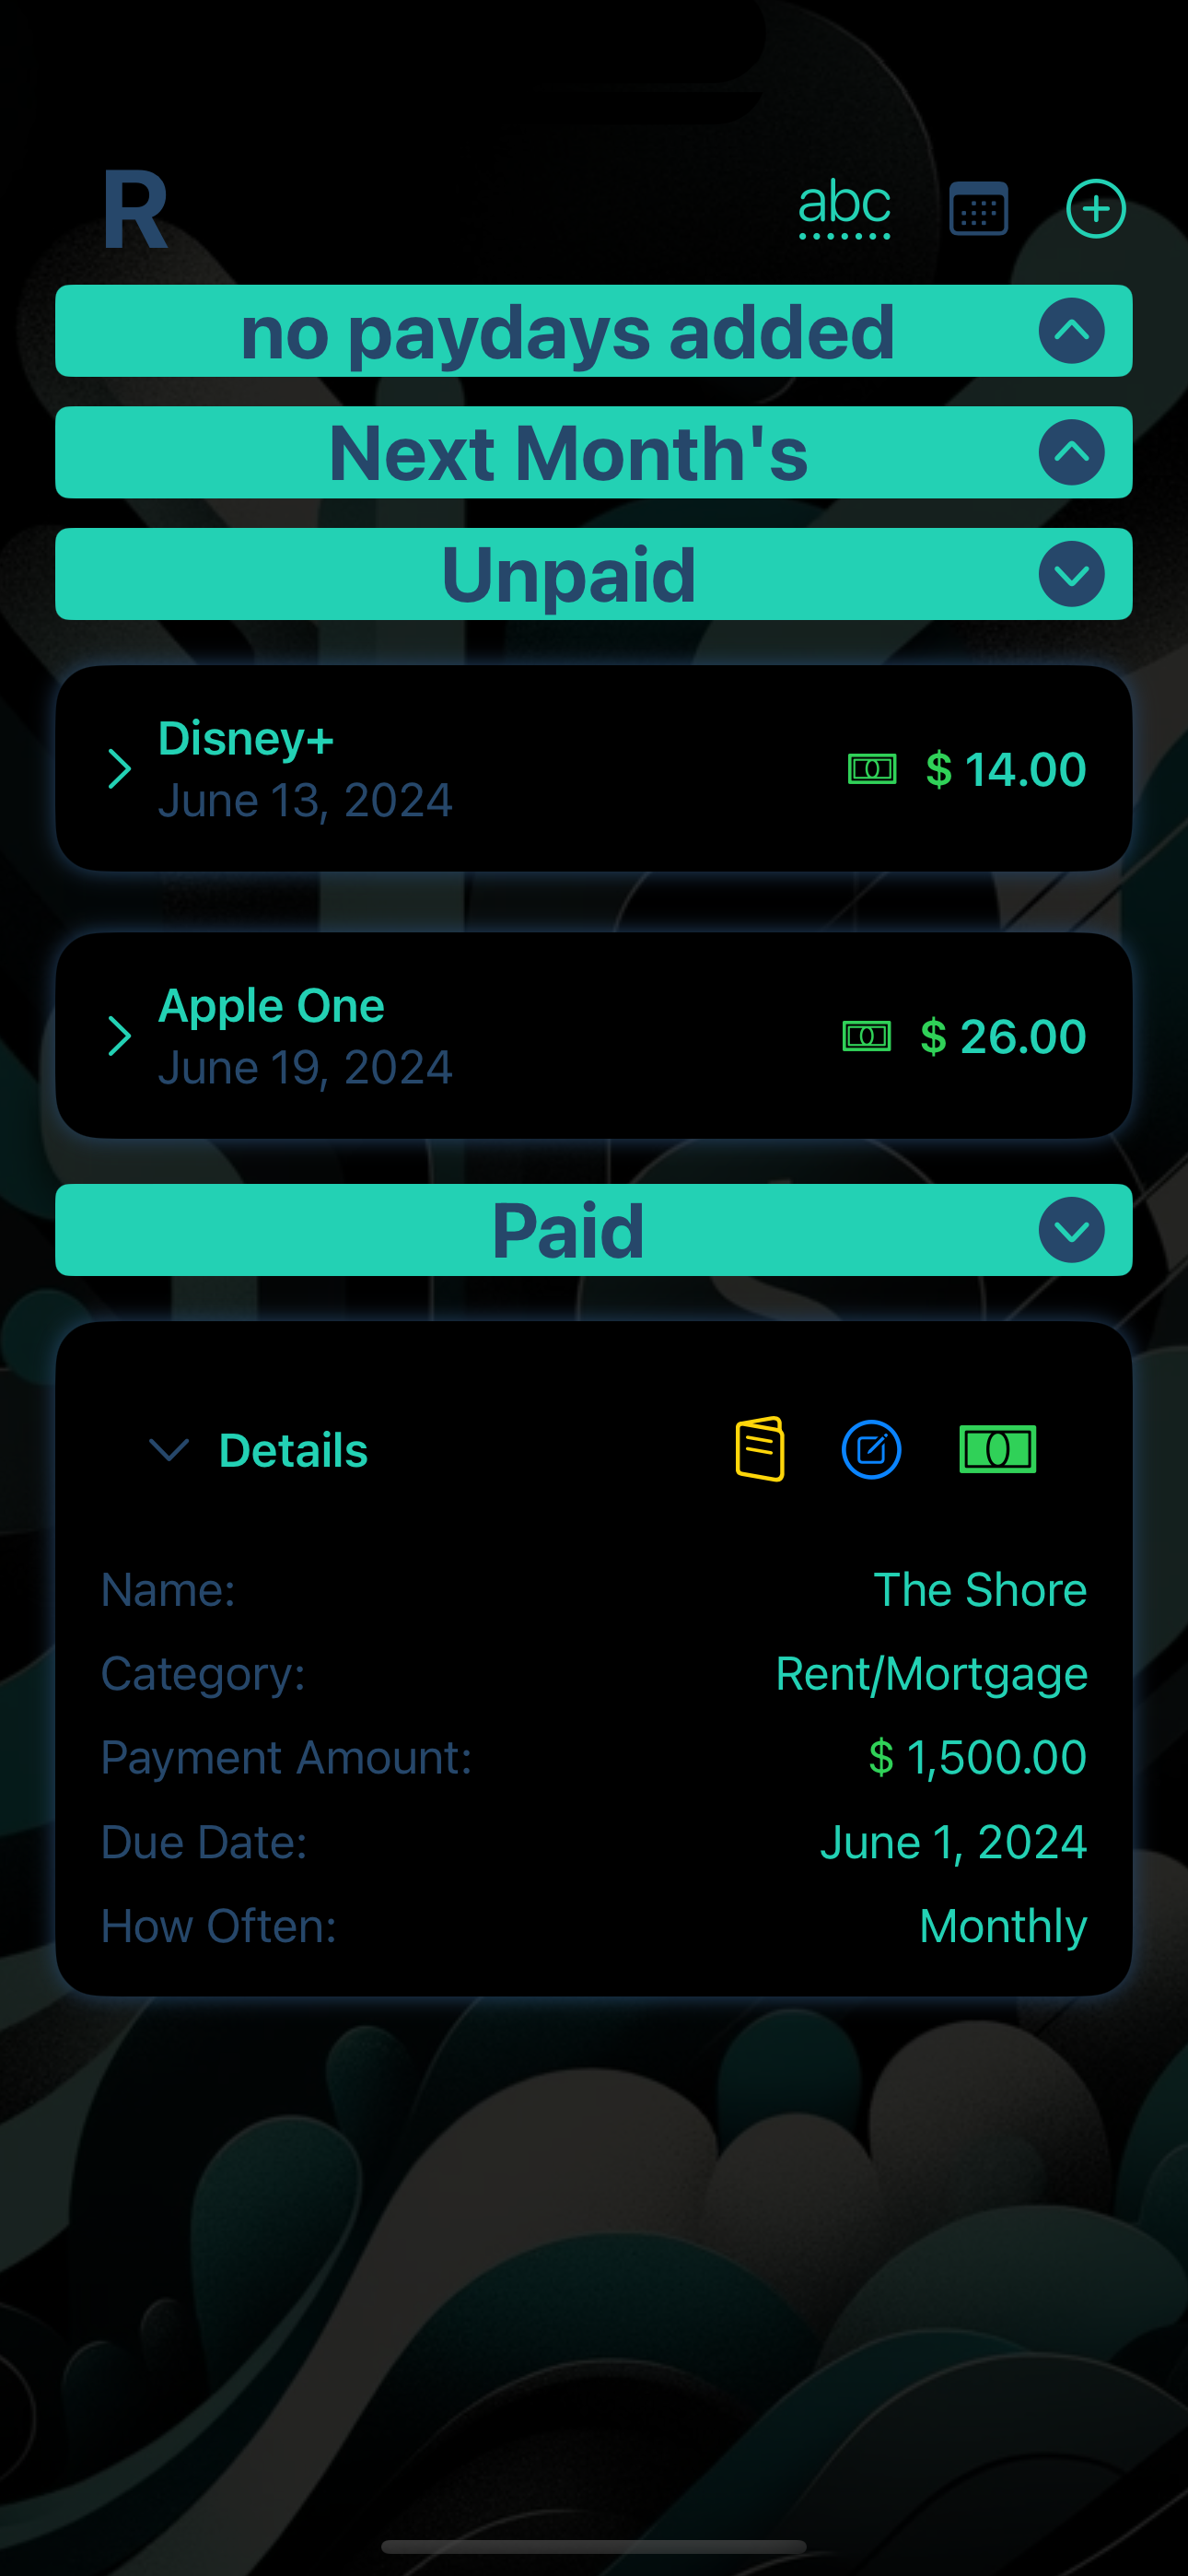 R
abc
no paydays added
Next Month's
Unpaid
Disney+
June 13, 2024
$ 14.00
Apple One
June 19, 2024
$ 26.00
Paid
Details
Name: The Shore
Category: Rent/Mortgage
Payment Amount: $ 1,500.00
Due Date: June 1, 2024
How Often: Monthly